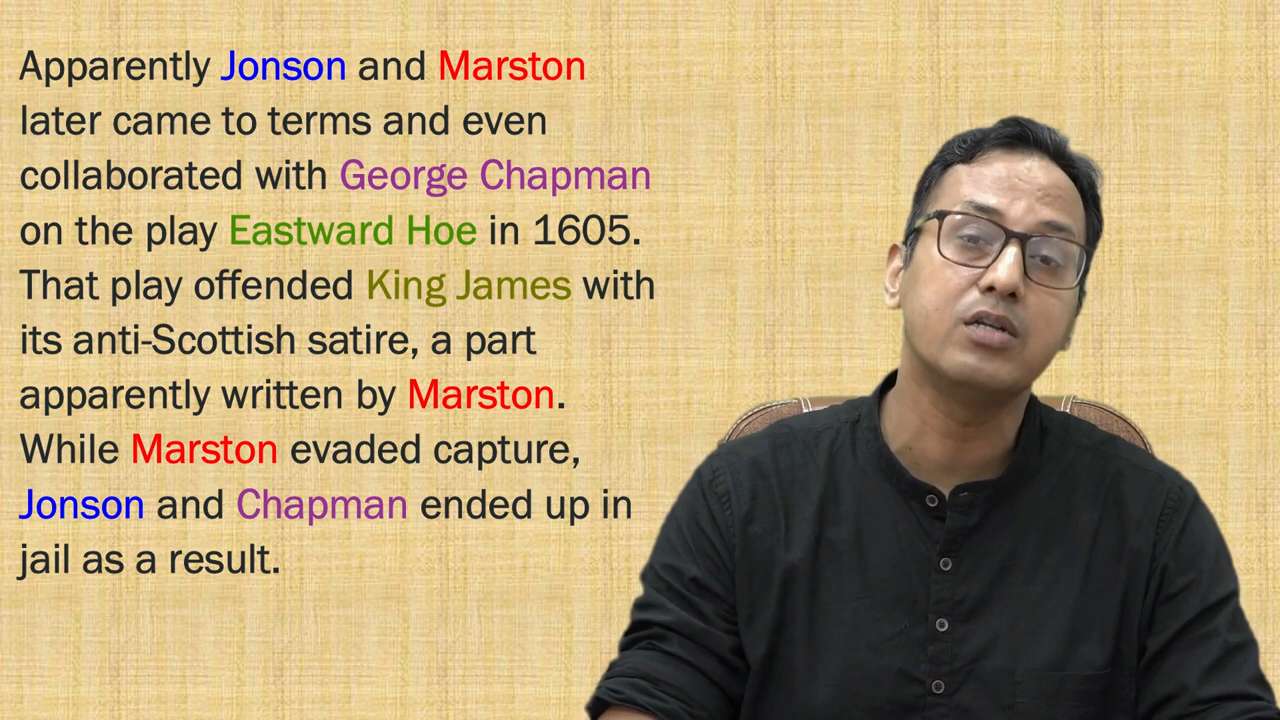 Apparently Jonson and Marston
later came to terms and even
collaborated with George Chapman
on the play Eastward Hoe in 1605.
That play offended King James with
its anti-Scottish satire, a part
apparently written by Marston.
While Marston evaded capture,
Jonson and Chapman ended up in
jail as a result.